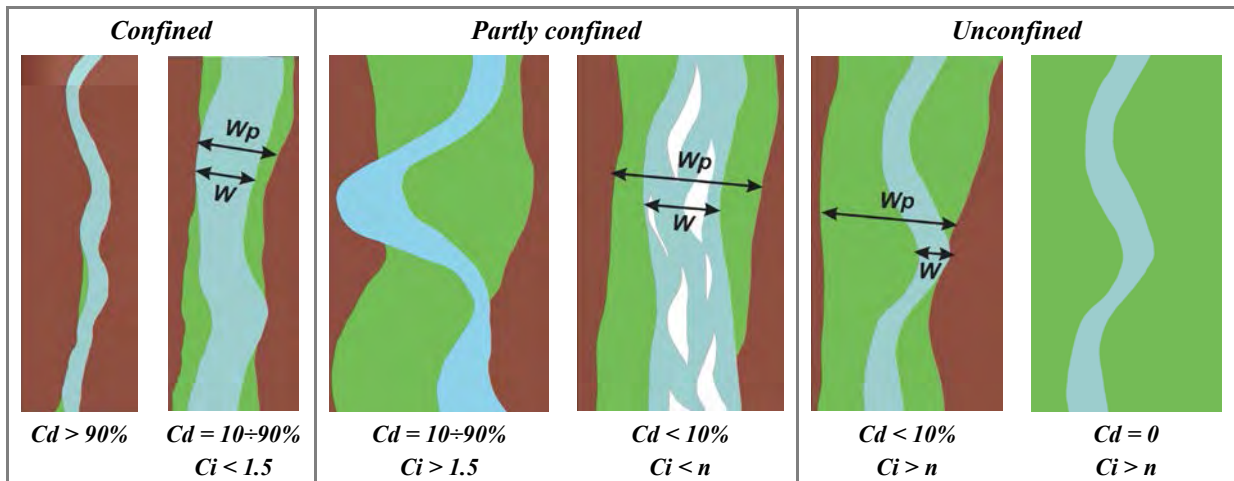 Confined
Partly confined
Unconfined
Wp
W
Wp
W
Wp
W
Cd > 90%
Cd = 10÷90%
Ci < 1.5
Cd = 10÷90%
Ci > 1.5
Cd < 10%
Ci < n
Cd < 10%
Ci > n
Cd = 0
Ci > n